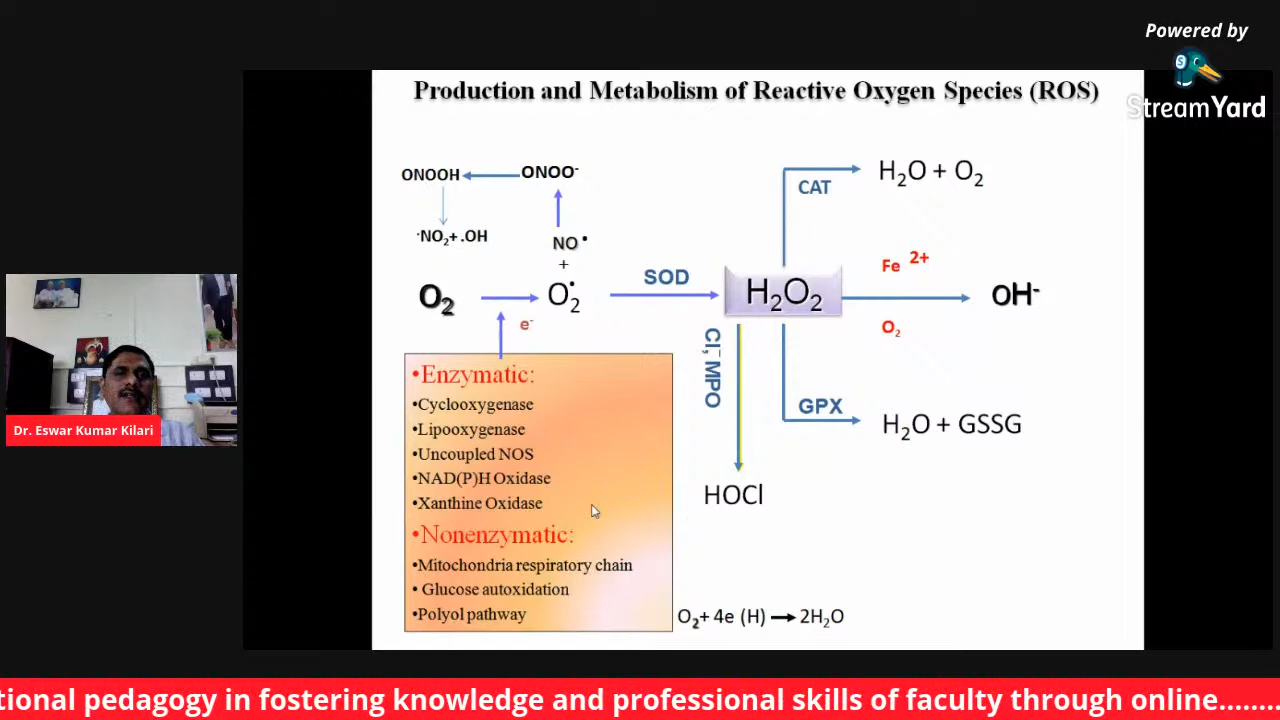 Powered by
StreamYard
Production and Metabolism of Reactive Oxygen Species (ROS)
ONOOH
ONOO⁻
˙NO₂+ .OH
NO•
+
O₂
e⁻
O₂˙
SOD
H₂O₂
CAT
H₂O + O₂
Fe 2+
O₂
OH⁻
Cl⁻, MPO
HOCl
GPX
H₂O + GSSG
•Enzymatic:
•Cyclooxygenase
•Lipooxygenase
•Uncoupled NOS
•NAD(P)H Oxidase
•Xanthine Oxidase
•Nonenzymatic:
•Mitochondria respiratory chain
• Glucose autoxidation
•Polyol pathway
O₂+ 4e (H) → 2H₂O
Dr. Eswar Kumar Kilari
tional pedagogy in fostering knowledge and professional skills of faculty through online........